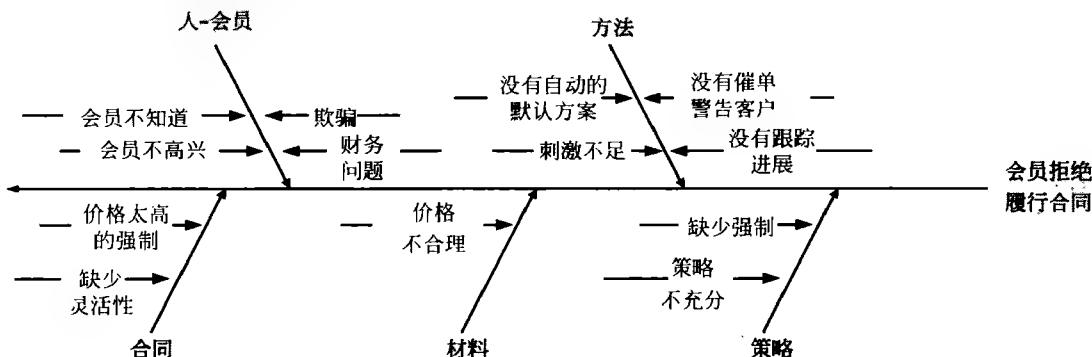 人-会员
方法
没有自动的
默认方案
没有催单
警告客户
会员不知道
欺骗
会员不高兴
财务
问题
刺激不足
没有跟踪
进展
会员拒绝
履行合同
价格太高
的强制
价格
不合理
缺少强制
缺少
灵活性
策略
不充分
合同
材料
策略